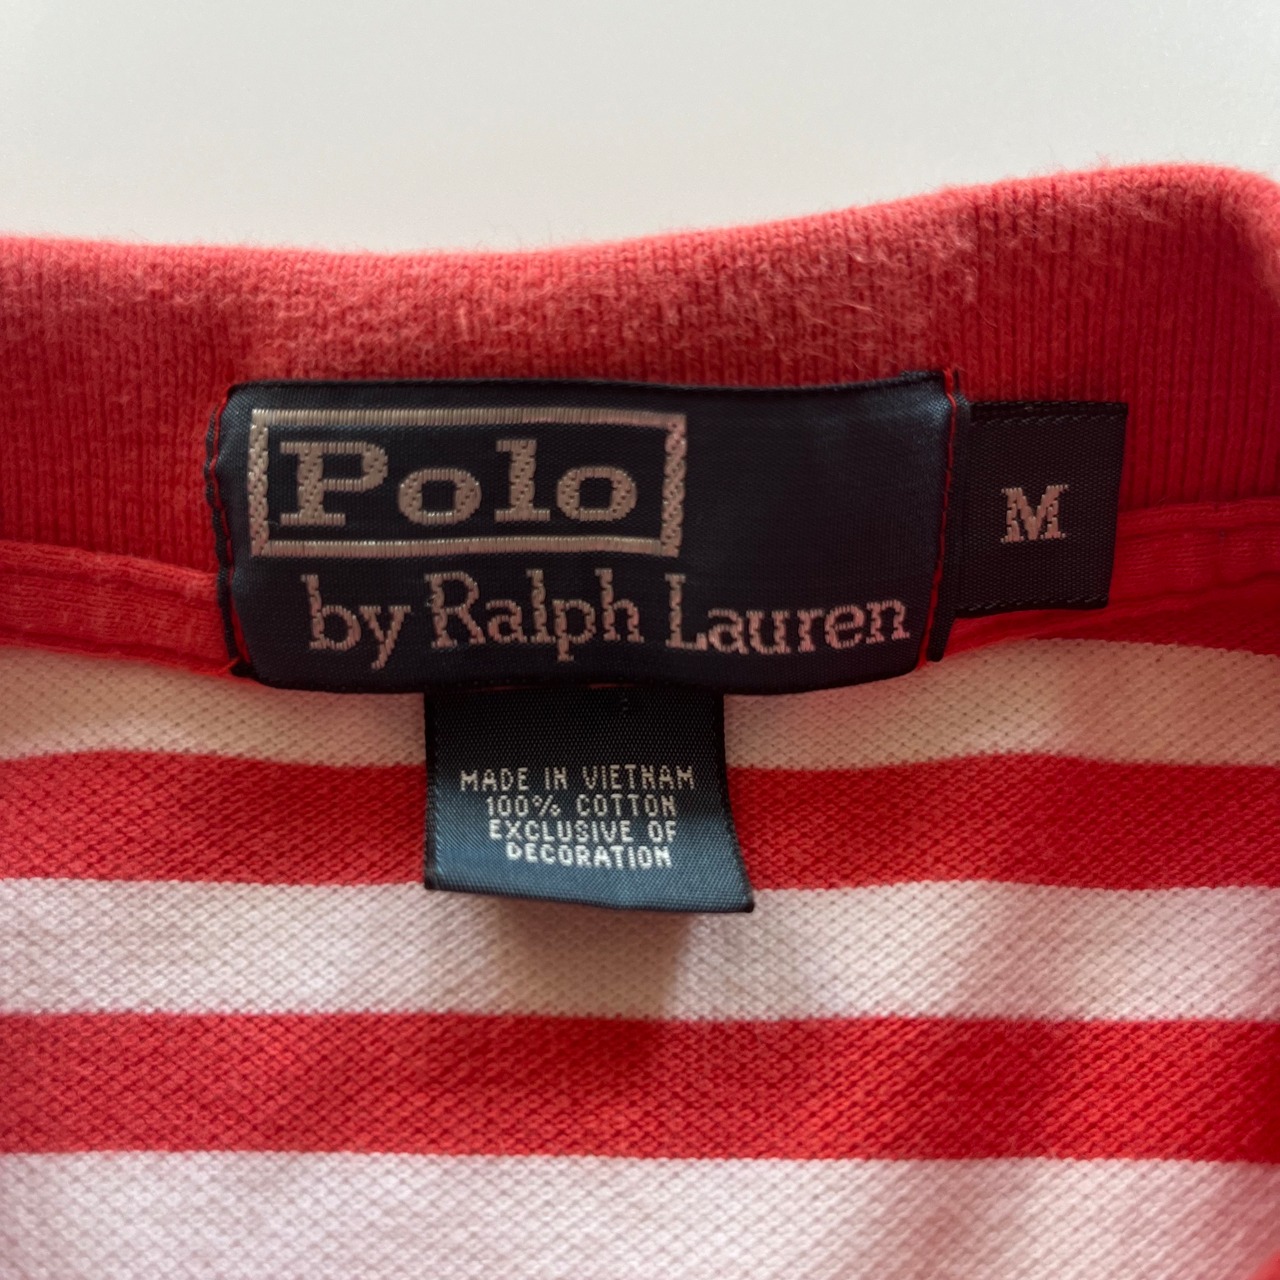 Polo
by Ralph Lauren
M
MADE IN VIETNAM
100% COTTON
EXCLUSIVE OF
DECORATION